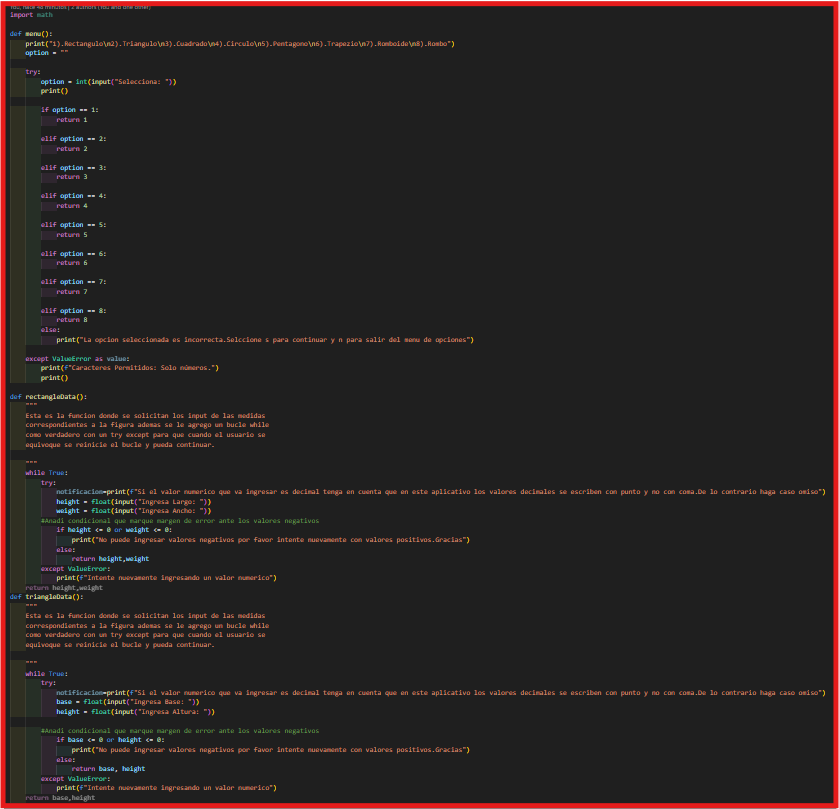 You, hace 40 minutos | 2 authors (You and one other)
import math
def menu():
    print("1).Rectangulo\n2).Triangulo\n3).Cuadrado\n4).Circulo\n5).Pentagono\n6).Trapezio\n7).Romboide\n8).Rombo")
    option = ""
    try:
        option = int(input("Selecciona: "))
        print()
        if option == 1:
            return 1
        elif option == 2:
            return 2
        elif option == 3:
            return 3
        elif option == 4:
            return 4
        elif option == 5:
            return 5
        elif option == 6:
            return 6
        elif option == 7:
            return 7
        elif option == 8:
            return 8
        else:
            print("La opcion seleccionada es incorrecta.Selccione s para continuar y n para salir del menu de opciones")
    except ValueError as value:
        print(f"Caracteres Permitidos: Solo números.")
        print()
def rectangleData():
    """
    Esta es la funcion donde se solicitan los input de las medidas
    correspondientes a la figura ademas se le agrego un bucle while
    como verdadero con un try except para que cuando el usuario se
    equivoque se reinicie el bucle y pueda continuar.
    """
    while True:
        try:
            notificacion=print(f"Si el valor numerico que va ingresar es decimal tenga en cuenta que en este aplicativo los valores decimales se escriben con punto y no con coma.De lo contrario haga caso omiso")
            height = float(input("Ingresa Largo: "))
            weight = float(input("Ingresa Ancho: "))
        #Anadi condicional que marque margen de error ante los valores negativos
            if height <= 0 or weight <= 0:
                print("No puede ingresar valores negativos por favor intente nuevamente con valores positivos.Gracias")
            else:
                return height,weight
        except ValueError:
            print(f"Intente nuevamente ingresando un valor numerico")
    return height,weight
def triangleData():
    """
    Esta es la funcion donde se solicitan los input de las medidas
    correspondientes a la figura ademas se le agrego un bucle while
    como verdadero con un try except para que cuando el usuario se
    equivoque se reinicie el bucle y pueda continuar.
    """
    while True:
        try:
            notificaciom=print(f"Si el valor numerico que va ingresar es decimal tenga en cuenta que en este aplicativo los valores decimales se escriben con punto y no con coma.De lo contrario haga caso omiso")
            base = float(input("Ingresa Base: "))
            height = float(input("Ingresa Altura: "))
        #Anadi condicional que marque margen de error ante los valores negativos
            if base <= 0 or height <= 0:
                print("No puede ingresar valores negativos por favor intente nuevamente con valores positivos.Gracias")
            else:
                return base, height
        except ValueError:
            print(f"Intente nuevamente ingresando un valor numerico")
    return base,height